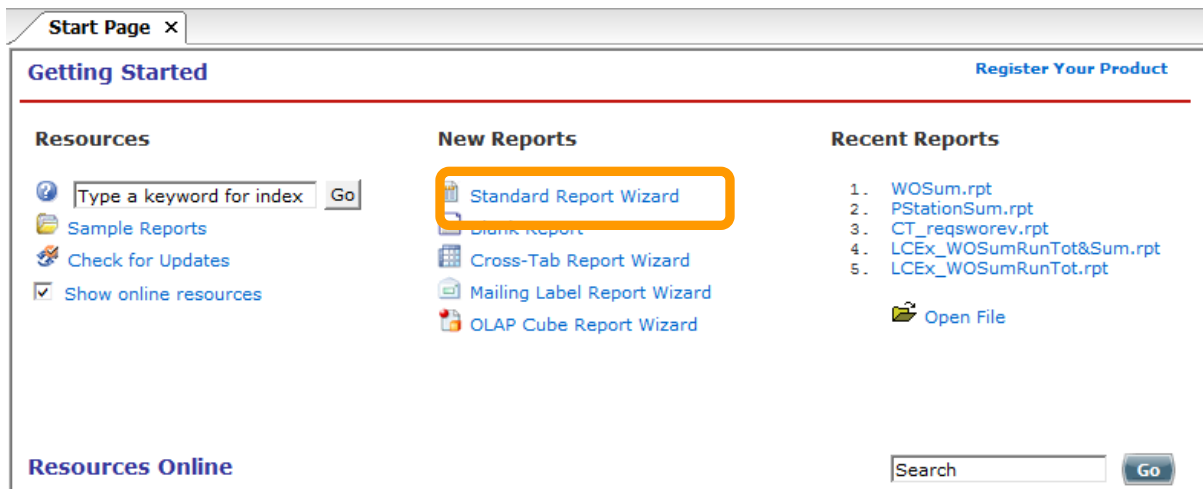 Start Page X
Getting Started
Register Your Product
Resources
Type a keyword for index Go
Sample Reports
Check for Updates
Show online resources
New Reports
Standard Report Wizard
Blank Report
Cross-Tab Report Wizard
Mailing Label Report Wizard
OLAP Cube Report Wizard
Recent Reports
1. WOSum.rpt
2. PStationSum.rpt
3. CT_reqsworev.rpt
4. LCEx_WOSumRunTot&Sum.rpt
5. LCEx_WOSumRunTot.rpt
Open File
Resources Online
Search Go